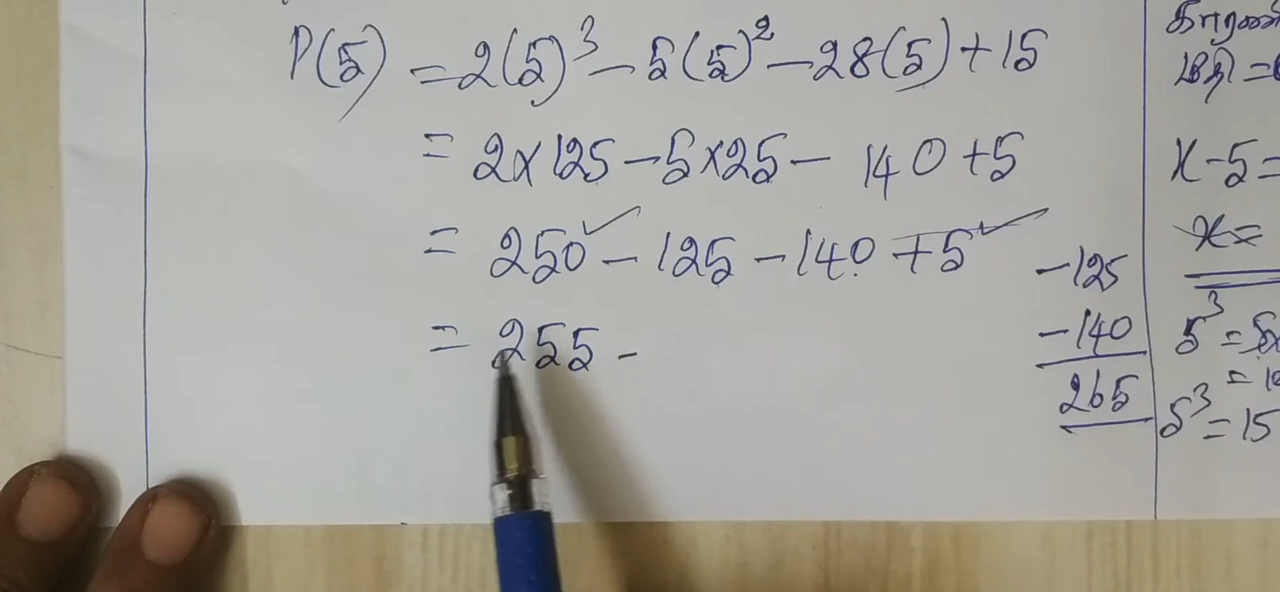 P(5) = 2(5)³ - 5(5)² - 28(5) + 15
= 2×125 - 5×25 - 140 + 5
= 250 - 125 - 140 + 5
= 255 -
-125
-140
265
x - 5 =
x =
5³ =
=
5³ = 15